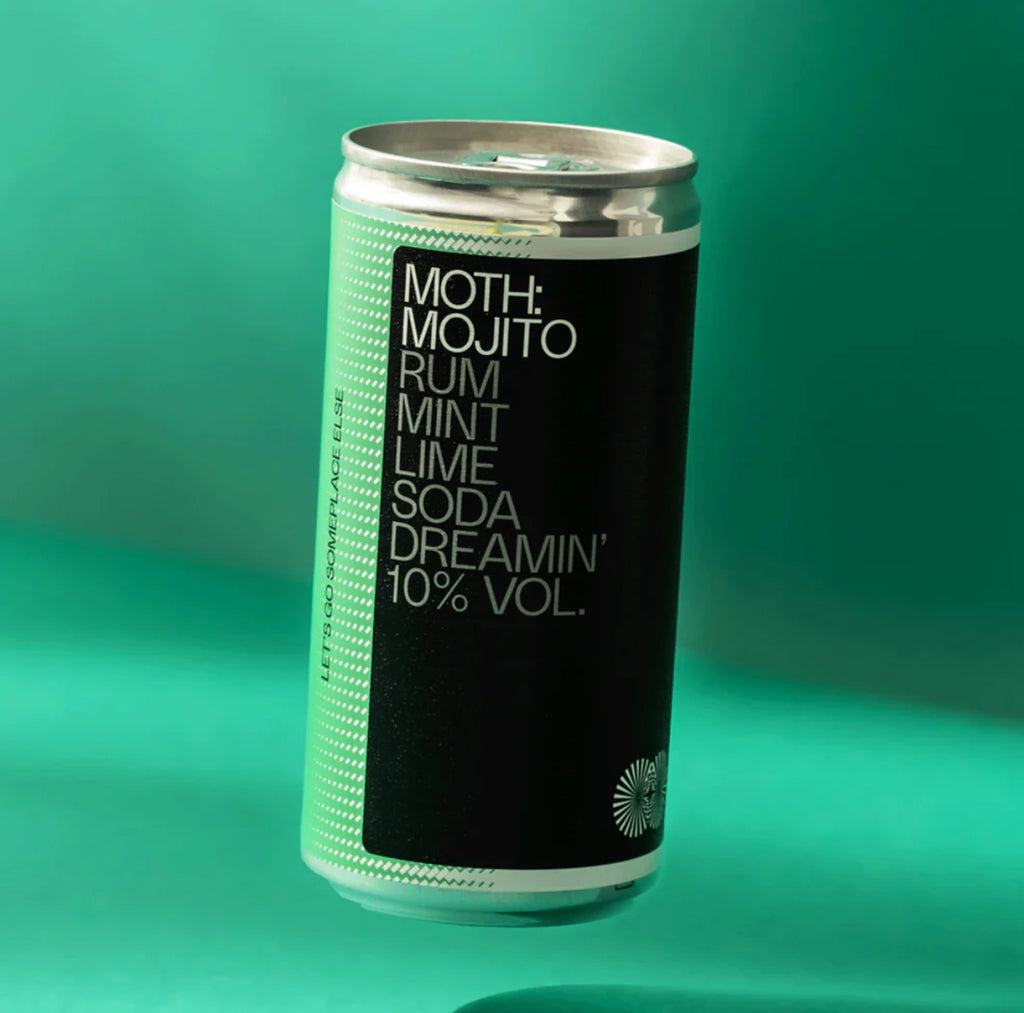 MOTH:
MOJITO
RUM
MINT
LIME
SODA
DREAMIN'
10% VOL.
LET'S GO SOMEPLACE ELSE